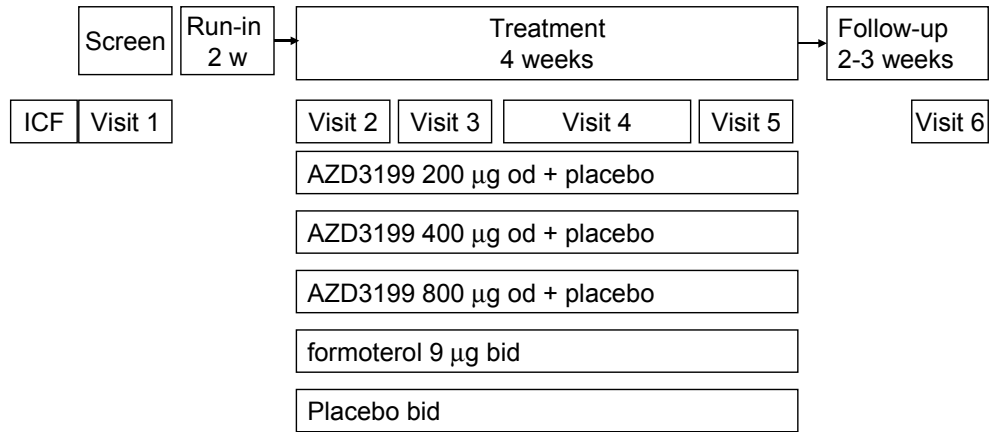 Screen
Run-in
2 w
Treatment
4 weeks
Follow-up
2-3 weeks
ICF
Visit 1
Visit 2
Visit 3
Visit 4
Visit 5
Visit 6
AZD3199 200 μg od + placebo
AZD3199 400 μg od + placebo
AZD3199 800 μg od + placebo
formoterol 9 μg bid
Placebo bid